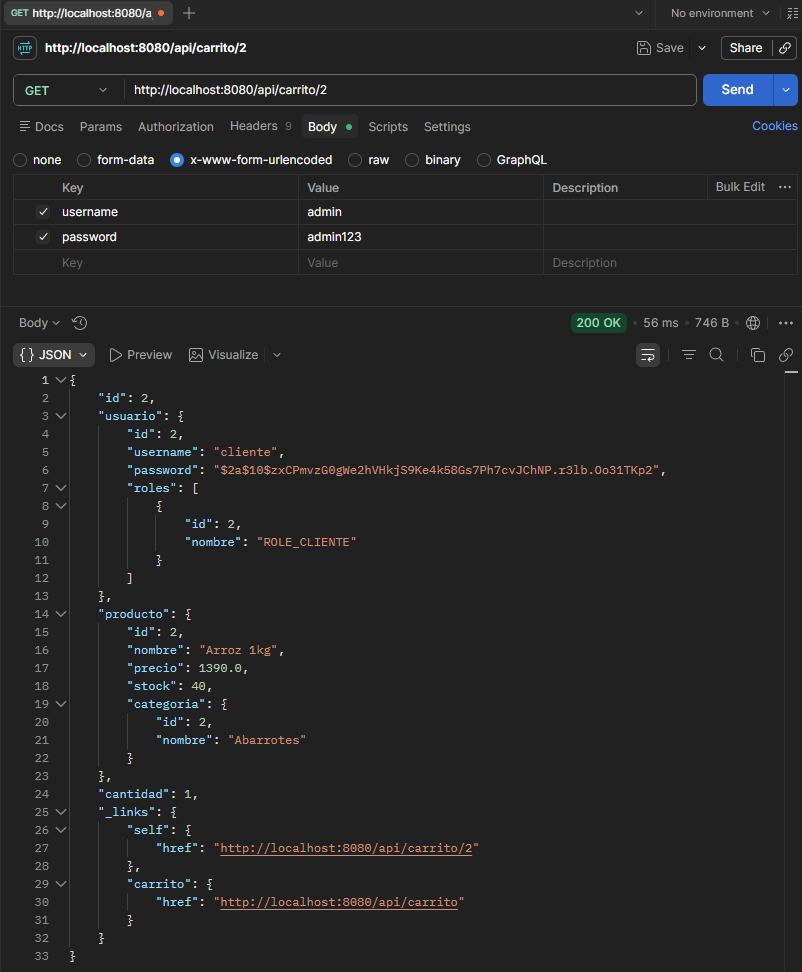 GET http://localhost:8080/a
No environment
HTTP http://localhost:8080/api/carrito/2
Save
Share
GET http://localhost:8080/api/carrito/2
Send
Docs Params Authorization Headers 9 Body Scripts Settings Cookies
none form-data x-www-form-urlencoded raw binary GraphQL
Key Value Description Bulk Edit
username admin
password admin123
Key Value Description
Body 200 OK 56 ms 746 B
{ } JSON Preview Visualize
1 {
2 "id": 2,
3 "usuario": {
4 "id": 2,
5 "username": "cliente",
6 "password": "$2a$10$zxCPmvzG0gWe2hVHkjS9Ke4k58Gs7Ph7cvJChNP.r3lb.Oo31TKp2",
7 "roles": [
8 {
9 "id": 2,
10 "nombre": "ROLE_CLIENTE"
11 }
12 ]
13 },
14 "producto": {
15 "id": 2,
16 "nombre": "Arroz 1kg",
17 "precio": 1390.0,
18 "stock": 40,
19 "categoria": {
20 "id": 2,
21 "nombre": "Abarrotes"
22 }
23 },
24 "cantidad": 1,
25 "_links": {
26 "self": {
27 "href": "http://localhost:8080/api/carrito/2"
28 },
29 "carrito": {
30 "href": "http://localhost:8080/api/carrito"
31 }
32 }
33 }